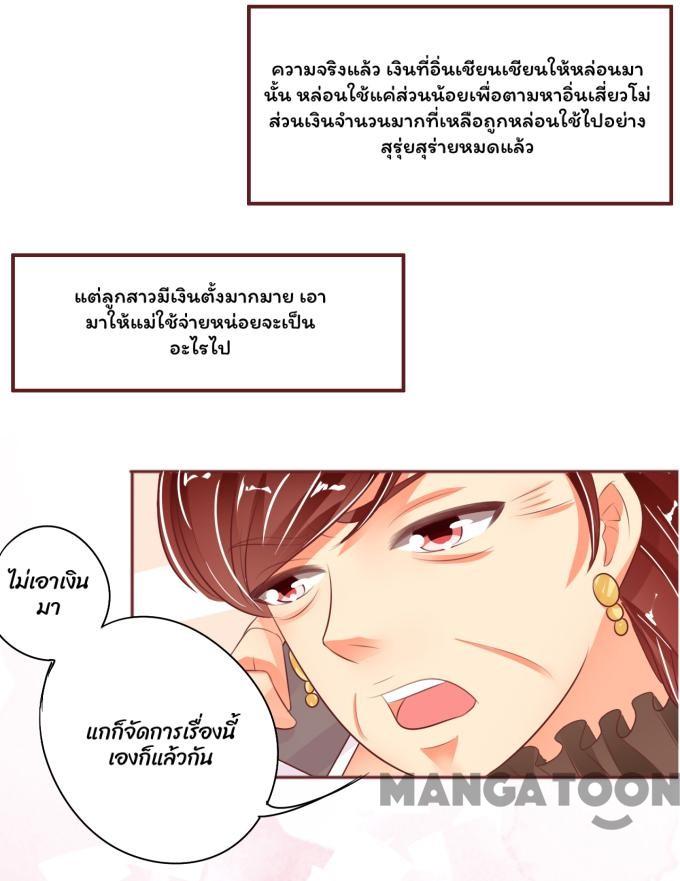 ความจริงแล้ว เงินที่อิ่นเชียนเชียนให้หล่อนมา
นั้น หล่อนใช้แค่ส่วนน้อยเพื่อตามหาอิ่นเสี่ยวโม่
ส่วนเงินจำนวนมากที่เหลือถูกหล่อนใช้ไปอย่าง
สุรุ่ยสุร่ายหมดแล้ว
แต่ลูกสาวมีเงินตั้งมากมาย เอา
มาให้แม่ใช้จ่ายหน่อยจะเป็น
อะไรไป
ไม่เอาเงิน
มา
แกก็จัดการเรื่องนี้
เองก็แล้วกัน
MANGATOON